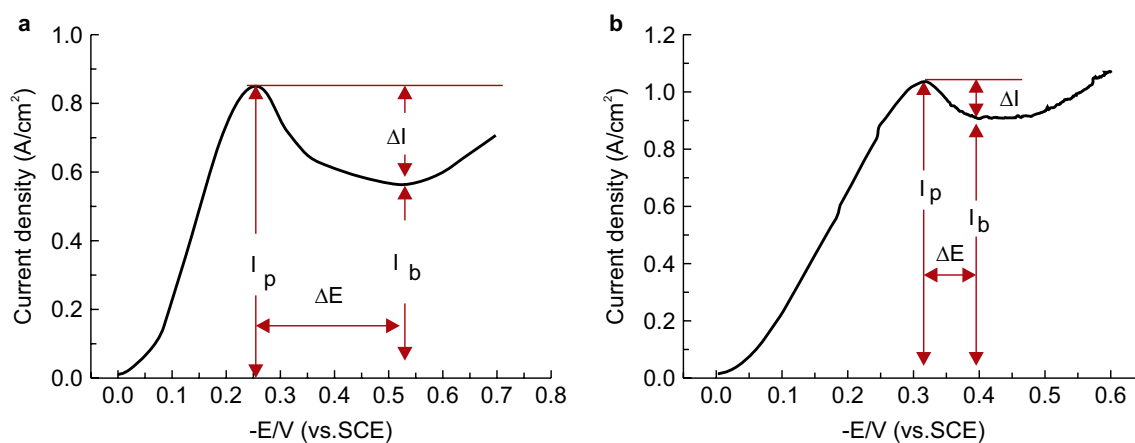 a
1.0
0.8
0.6
0.4
0.2
0.0
Current density (A/cm²)
ΔI
I p
I b
ΔE
0.0 0.1 0.2 0.3 0.4 0.5 0.6 0.7 0.8
-E/V (vs.SCE)
b
1.2
1.0
0.8
0.6
0.4
0.2
0.0
Current density (A/cm²)
ΔI
I p
I b
ΔE
0.0 0.1 0.2 0.3 0.4 0.5 0.6
-E/V (vs.SCE)